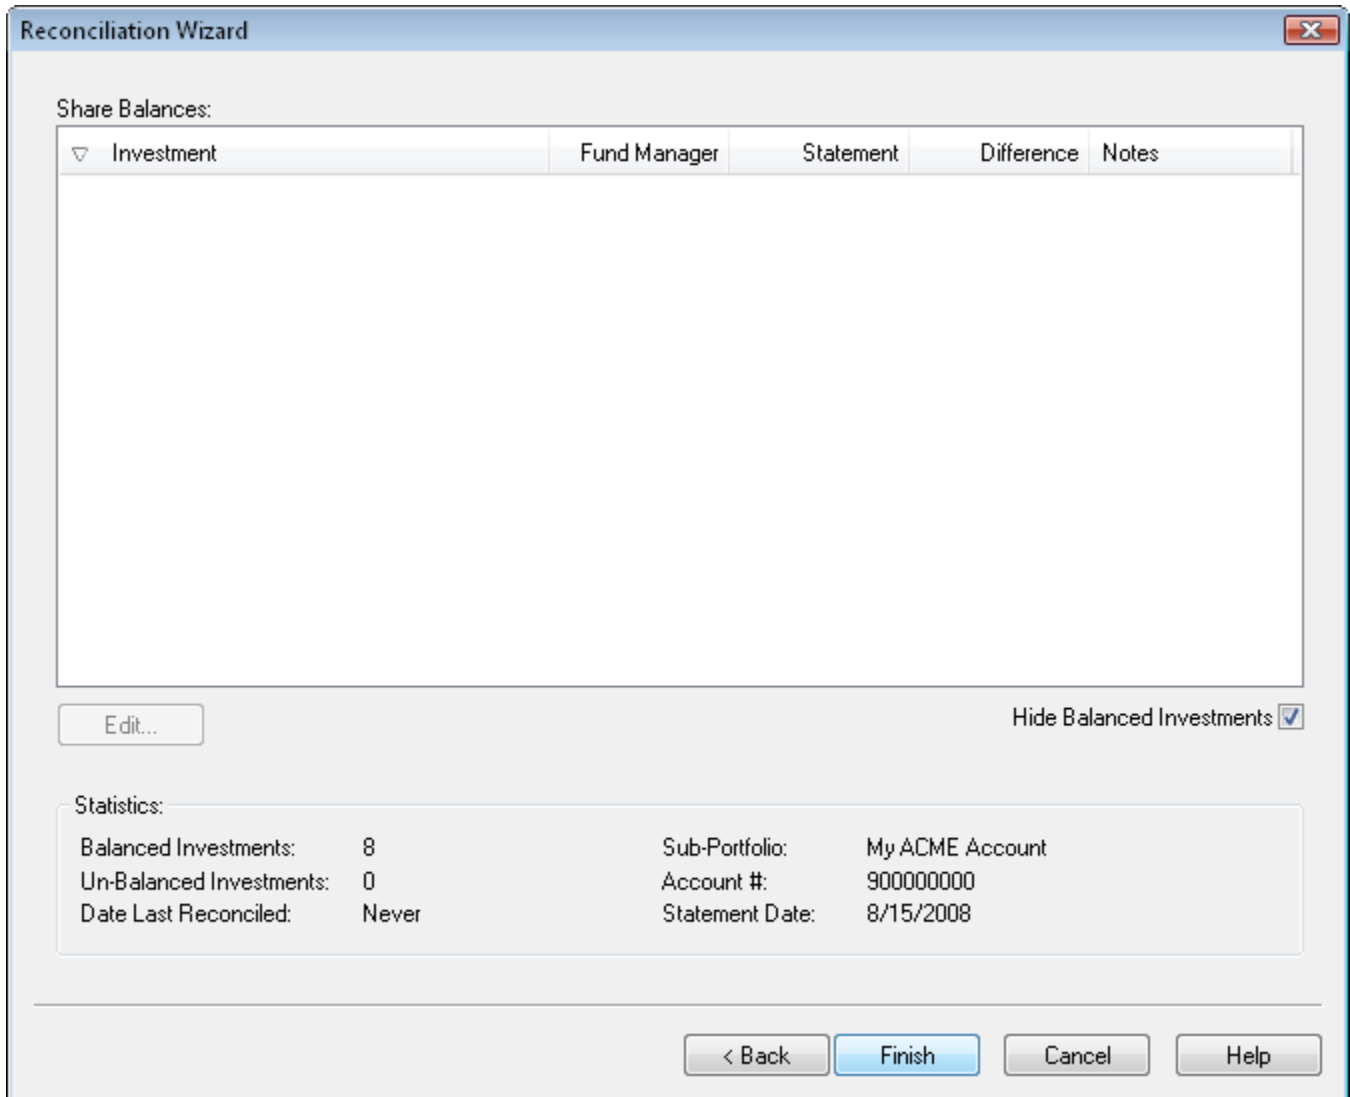 Reconciliation Wizard
Share Balances:
Investment Fund Manager Statement Difference Notes
Edit... Hide Balanced Investments
Statistics:
Balanced Investments: 8 Sub-Portfolio: My ACME Account
Un-Balanced Investments: 0 Account #: 900000000
Date Last Reconciled: Never Statement Date: 8/15/2008
< Back Finish Cancel Help